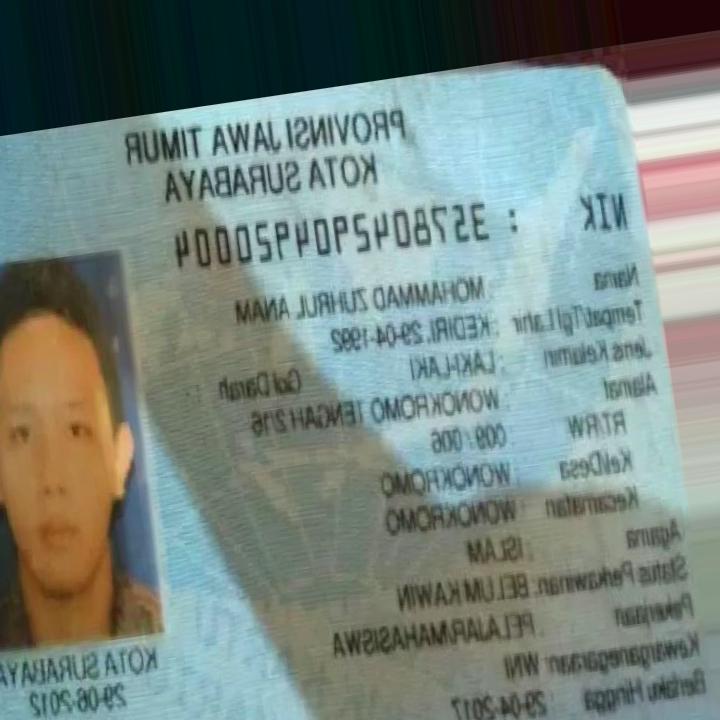 PROVINSI JAWA TIMUR
KOTA SURABAYA
NIK : 3578042904920004
Nama : MOHAMMAD ZUHRUL ANAM
Tempat/Tgl Lahir : KEDIRI, 29-04-1992
Jenis Kelamin : LAKI-LAKI Gol Darah :
Alamat : WONOKROMO TENGAH 2/16
RT/RW : 009 / 006
Kel/Desa : WONOKROMO
Kecamatan : WONOKROMO
Agama : ISLAM
Status Perkawinan: BELUM KAWIN
Pekerjaan : PELAJAR/MAHASISWA
Kewarganegaraan: WNI
Berlaku Hingga : 29-04-2017
KOTA SURABAYA
29-08-2012